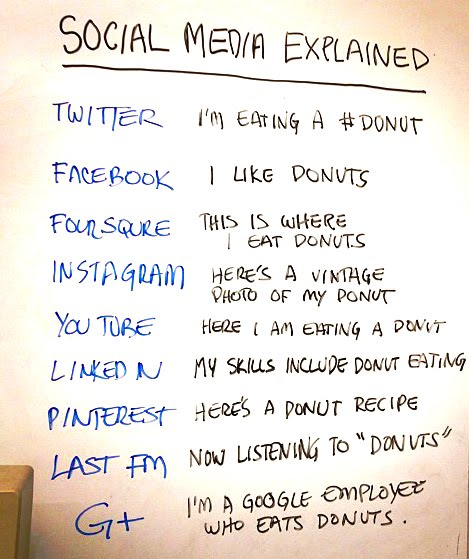 SOCIAL MEDIA EXPLAINED
TWITTER I'M EATING A #DONUT
FACEBOOK I LIKE DONUTS
FOURSQURE THIS IS WHERE
I EAT DONUTS
INSTAGRAM HERE'S A VINTAGE
PHOTO OF MY DONUT
YOU TUBE HERE I AM EATING A DONUT
LINKED IN MY SKILLS INCLUDE DONUT EATING
PINTEREST HERE'S A DONUT RECIPE
LAST FM NOW LISTENING TO "DONUTS"
G+ I'M A GOOGLE EMPLOYEE
WHO EATS DONUTS.